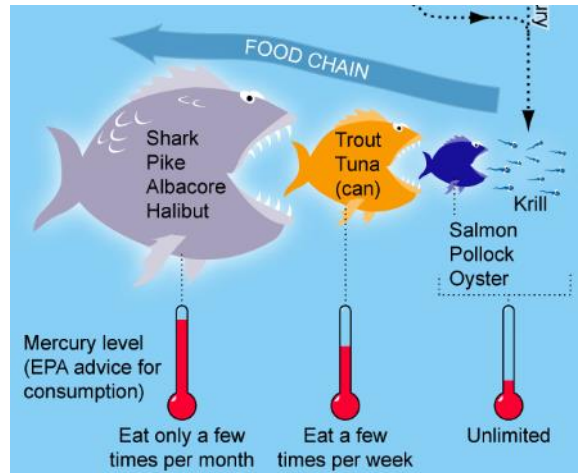 ury
FOOD CHAIN
Shark
Pike
Albacore
Halibut
Trout
Tuna
(can)
Krill
Salmon
Pollock
Oyster
Mercury level
(EPA advice for
consumption)
Eat only a few
times per month
Eat a few
times per week
Unlimited